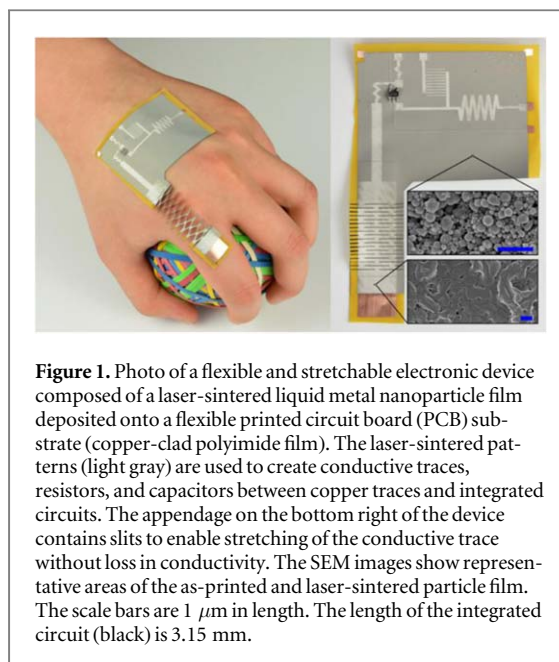 Figure 1. Photo of a flexible and stretchable electronic device
composed of a laser-sintered liquid metal nanoparticle film
deposited onto a flexible printed circuit board (PCB) sub-
strate (copper-clad polyimide film). The laser-sintered pat-
terns (light gray) are used to create conductive traces,
resistors, and capacitors between copper traces and integrated
circuits. The appendage on the bottom right of the device
contains slits to enable stretching of the conductive trace
without loss in conductivity. The SEM images show represen-
tative areas of the as-printed and laser-sintered particle film.
The scale bars are 1 μm in length. The length of the integrated
circuit (black) is 3.15 mm.